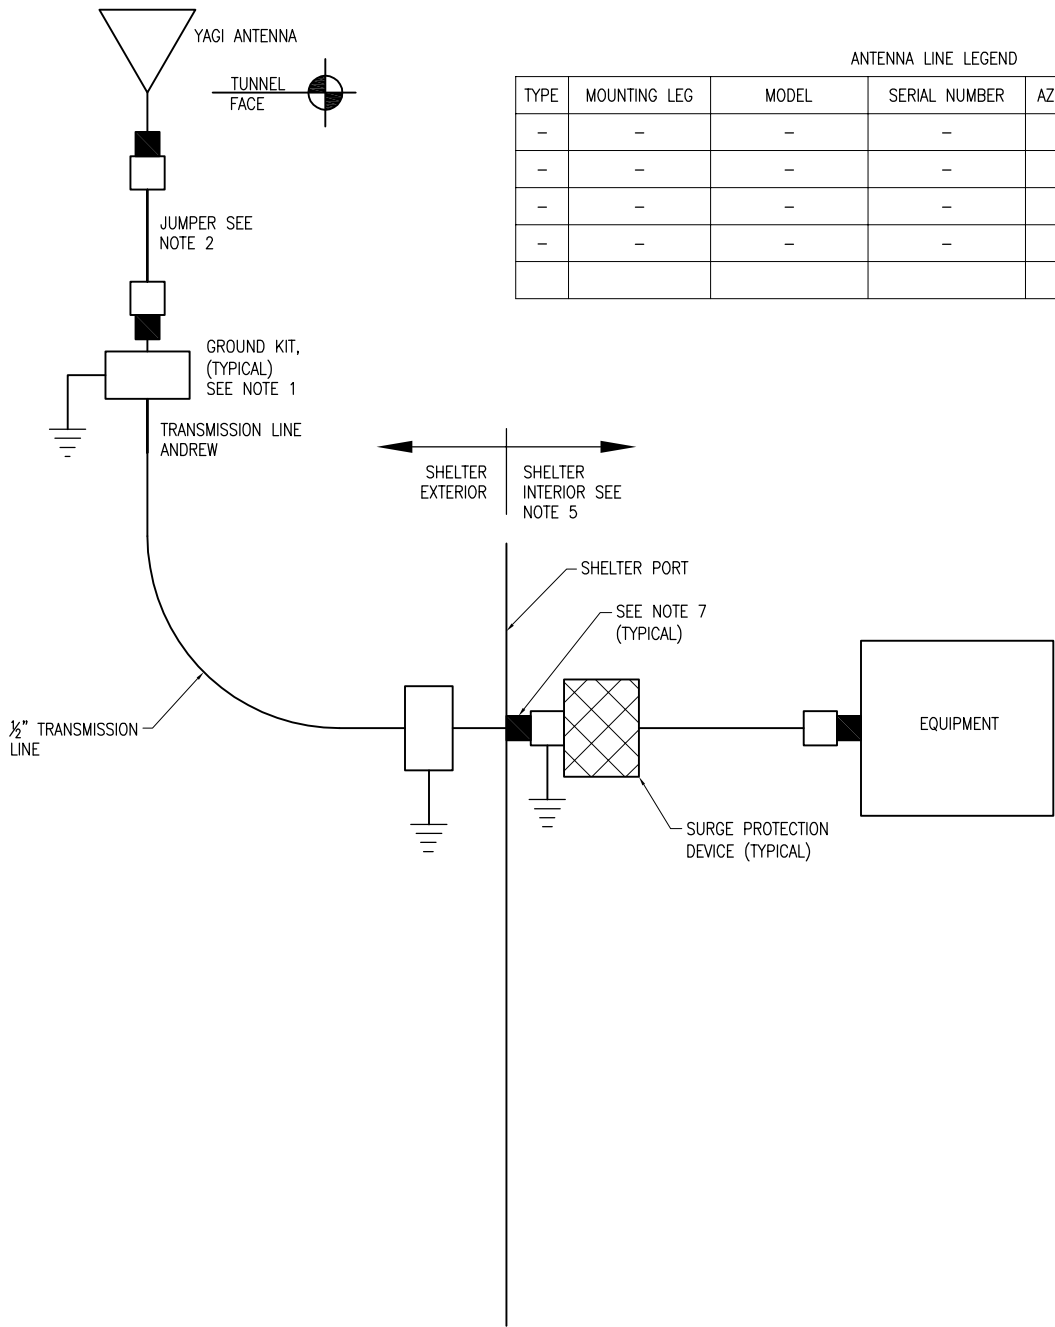 YAGI ANTENNA
TUNNEL
FACE
ANTENNA LINE LEGEND
TYPE MOUNTING LEG MODEL SERIAL NUMBER AZ
- - - -
- - - -
- - - -
- - - -
JUMPER SEE
NOTE 2
GROUND KIT,
(TYPICAL)
SEE NOTE 1
TRANSMISSION LINE
ANDREW
SHELTER
EXTERIOR
SHELTER
INTERIOR SEE
NOTE 5
SHELTER PORT
SEE NOTE 7
(TYPICAL)
½" TRANSMISSION
LINE
EQUIPMENT
SURGE PROTECTION
DEVICE (TYPICAL)